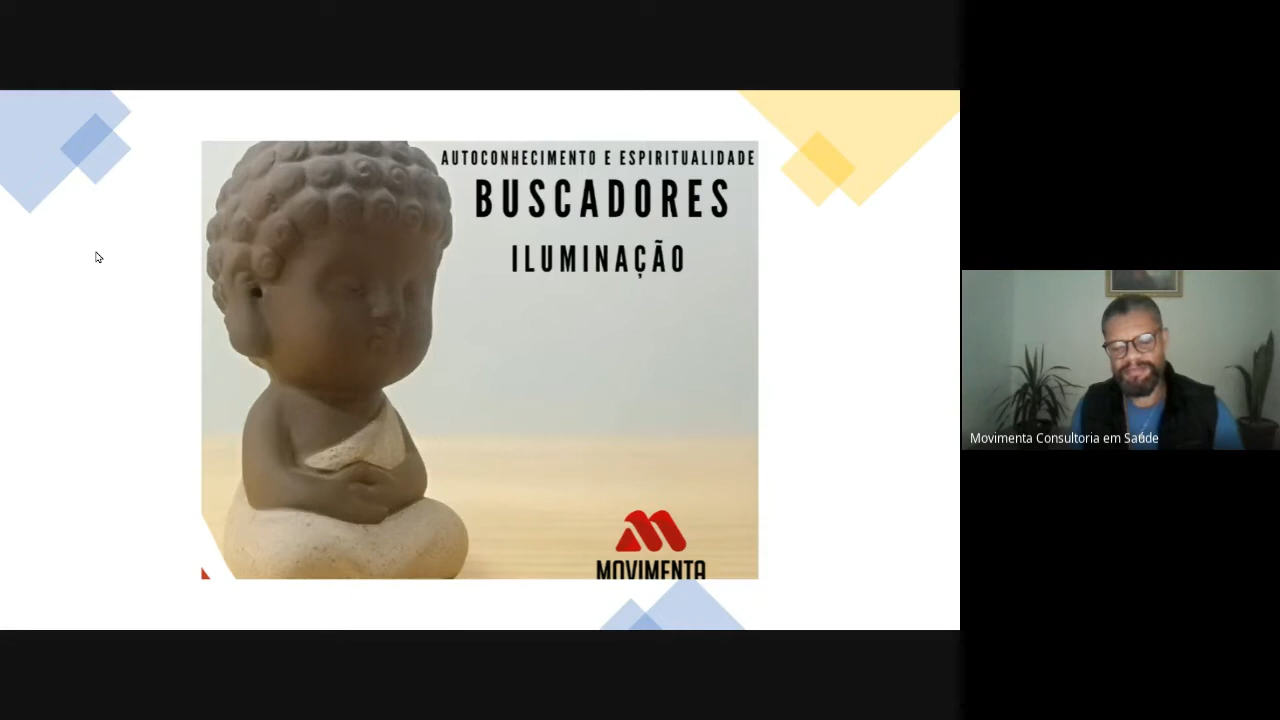 AUTOCONHECIMENTO E ESPIRITUALIDADE
BUSCADORES
ILUMINAÇÃO
MOVIMENTA
Movimenta Consultoria em Saúde